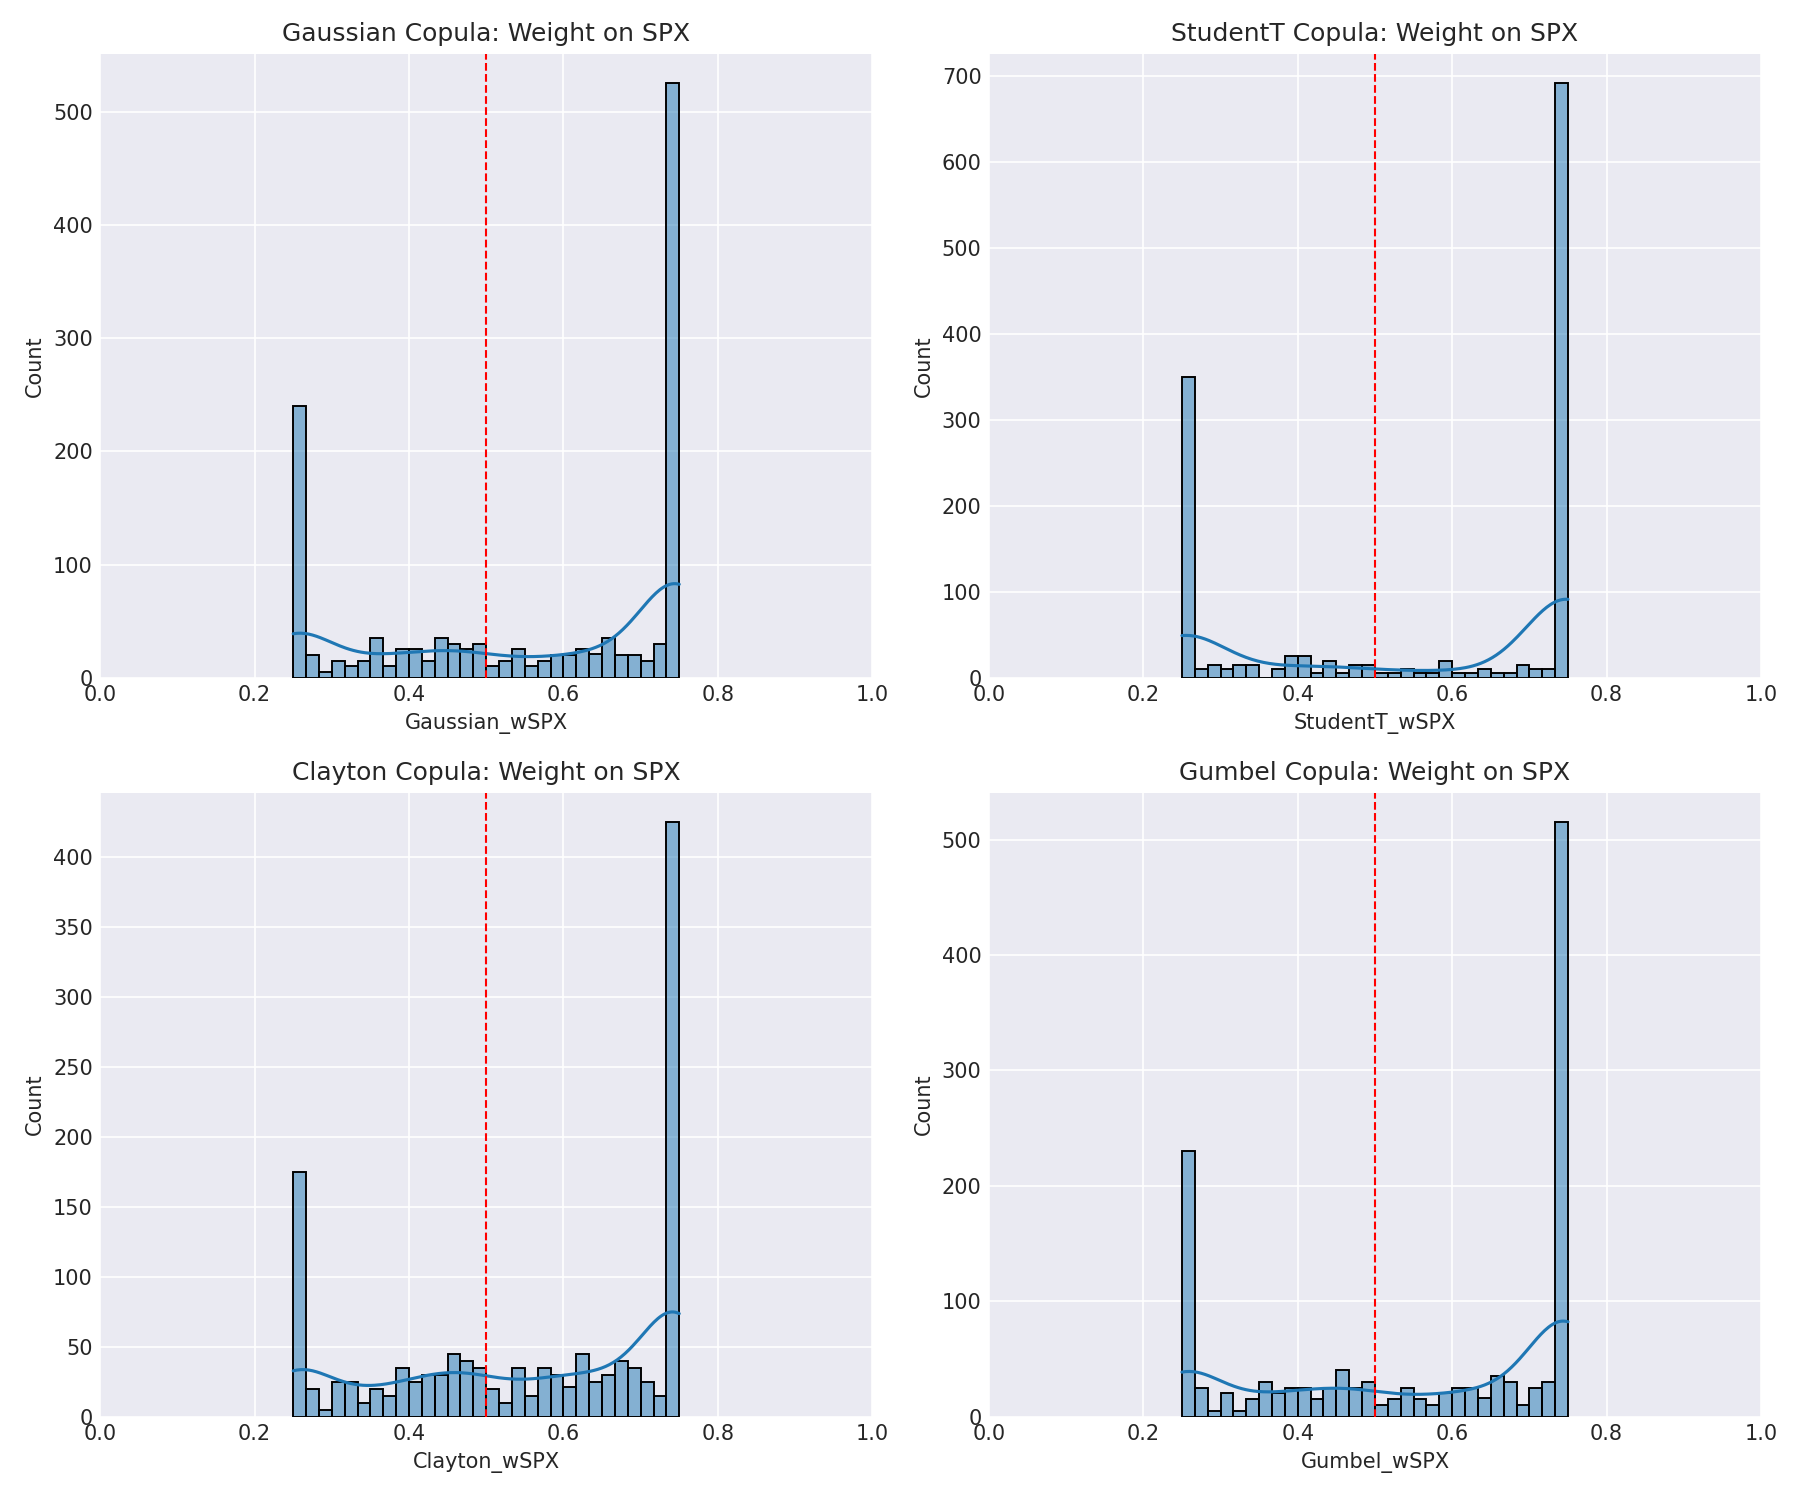 Gaussian Copula: Weight on SPX
500
400
300
200
100
0
Count
0.0 0.2 0.4 0.6 0.8 1.0
Gaussian_wSPX
StudentT Copula: Weight on SPX
700
600
500
400
300
200
100
0
Count
0.0 0.2 0.4 0.6 0.8 1.0
StudentT_wSPX
Clayton Copula: Weight on SPX
400
350
300
250
200
150
100
50
0
Count
0.0 0.2 0.4 0.6 0.8 1.0
Clayton_wSPX
Gumbel Copula: Weight on SPX
500
400
300
200
100
0
Count
0.0 0.2 0.4 0.6 0.8 1.0
Gumbel_wSPX